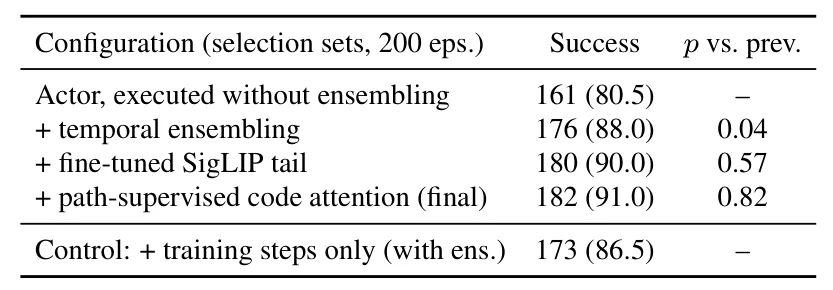 Configuration (selection sets, 200 eps.) Success p vs. prev.
Actor, executed without ensembling 161 (80.5) –
+ temporal ensembling 176 (88.0) 0.04
+ fine-tuned SigLIP tail 180 (90.0) 0.57
+ path-supervised code attention (final) 182 (91.0) 0.82
Control: + training steps only (with ens.) 173 (86.5) –